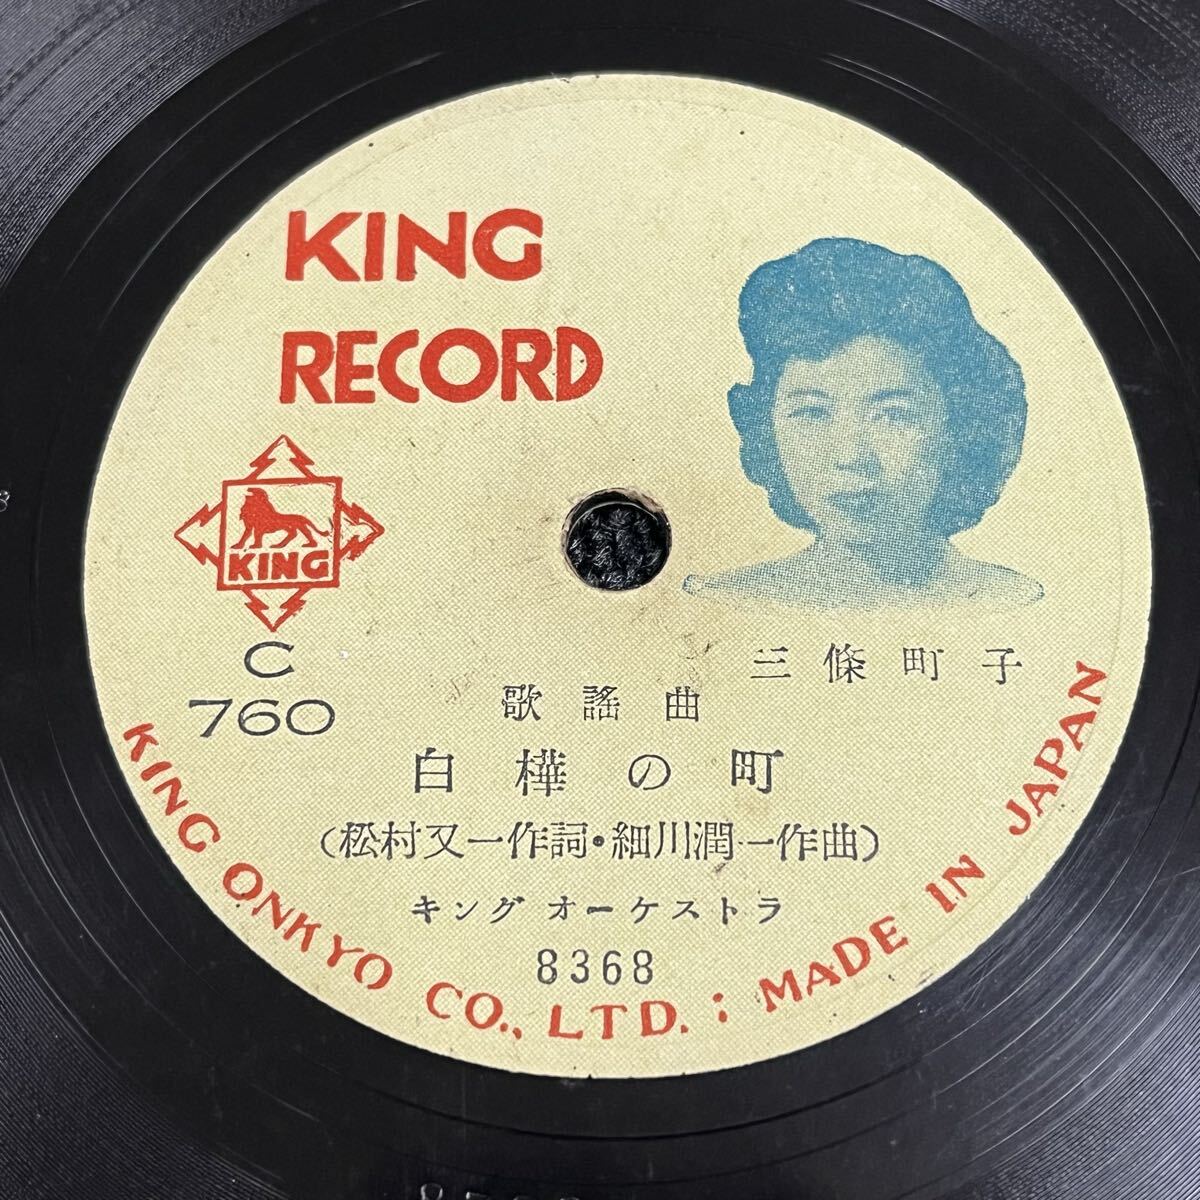 KING
RECORD
KING
C
760
三條町子
歌謡曲
白樺の町
(松村又一作詞・細川潤一作曲)
キングオーケストラ
8368
KING ONKYO CO., LTD. : MADE IN JAPAN